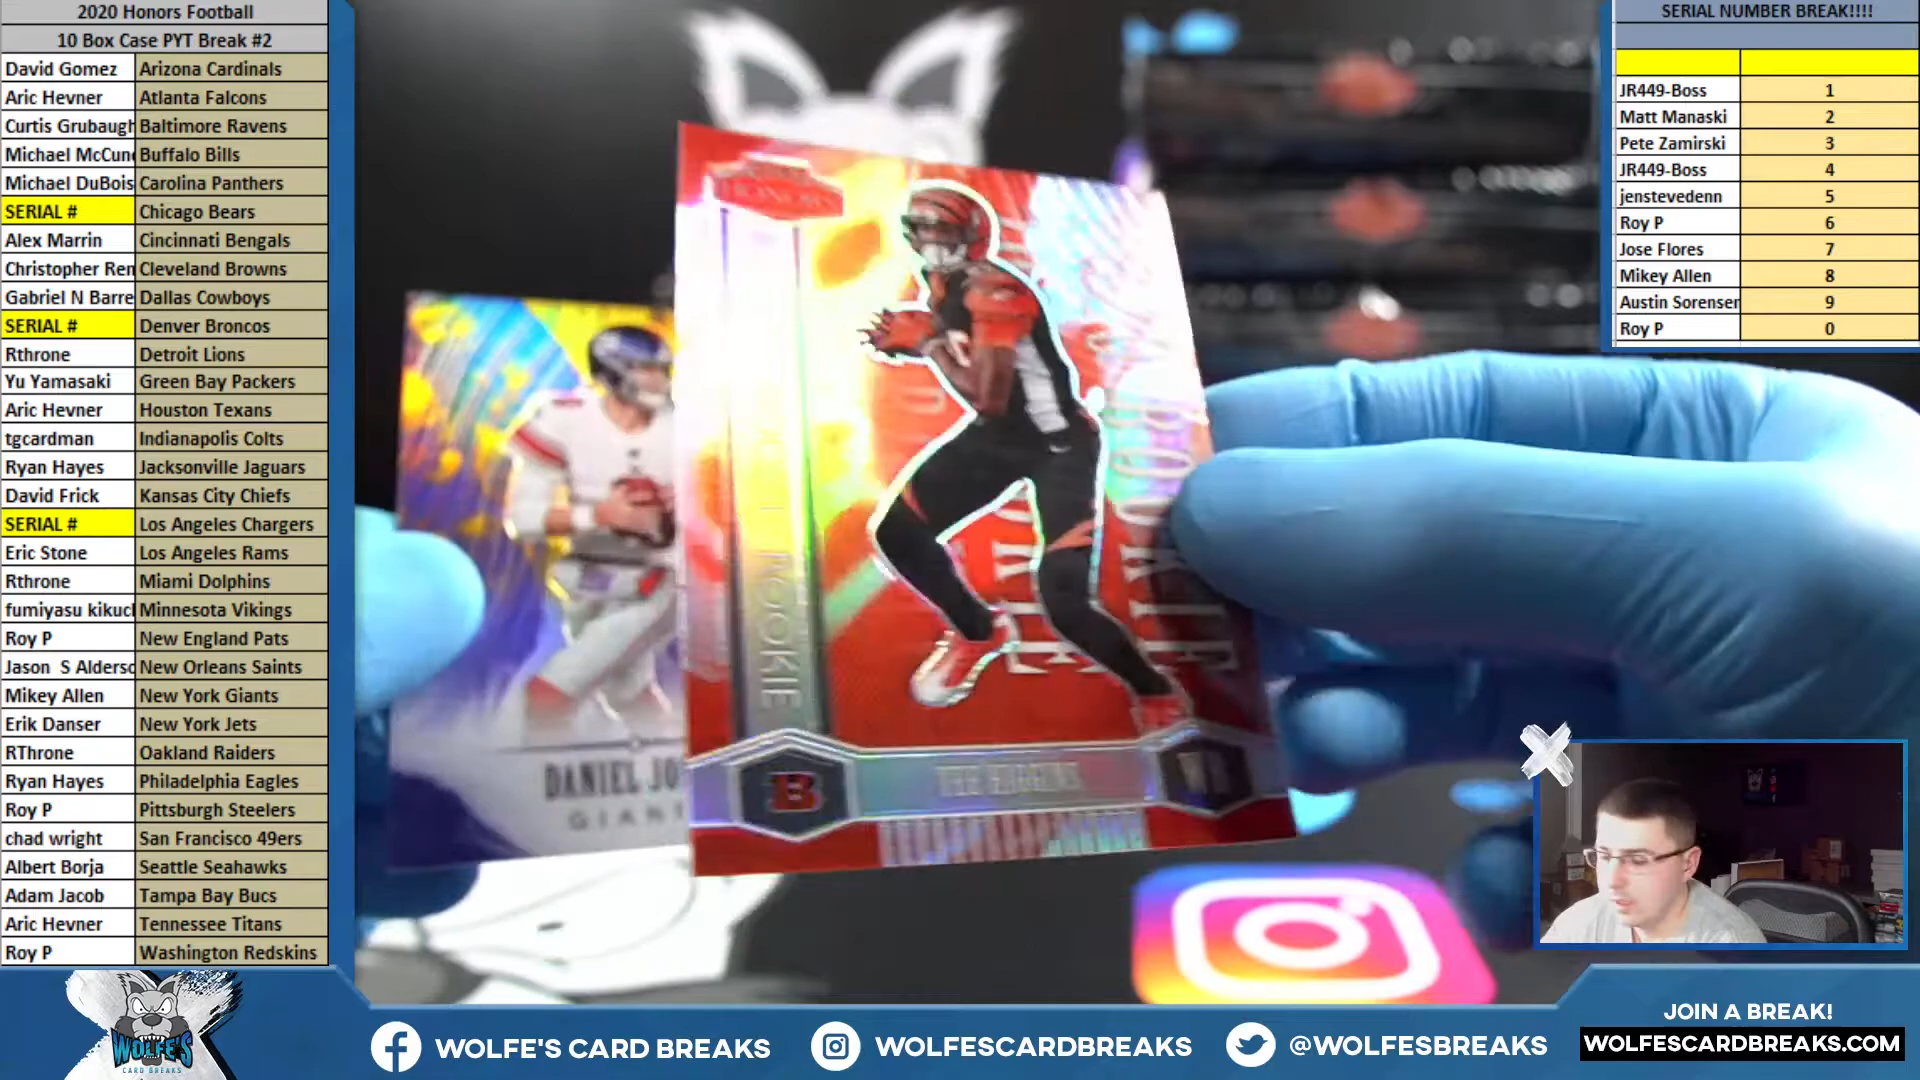 2020 Honors Football
10 Box Case PYT Break #2
David Gomez Arizona Cardinals
Aric Hevner Atlanta Falcons
Curtis Grubaugh Baltimore Ravens
Michael McCun Buffalo Bills
Michael DuBois Carolina Panthers
SERIAL # Chicago Bears
Alex Marrin Cincinnati Bengals
Christopher Ren Cleveland Browns
Gabriel N Barre Dallas Cowboys
SERIAL # Denver Broncos
Rthrone Detroit Lions
Yu Yamasaki Green Bay Packers
Aric Hevner Houston Texans
tgcardman Indianapolis Colts
Ryan Hayes Jacksonville Jaguars
David Frick Kansas City Chiefs
SERIAL # Los Angeles Chargers
Eric Stone Los Angeles Rams
Rthrone Miami Dolphins
fumiyasu kikucl Minnesota Vikings
Roy P New England Pats
Jason S Alderso New Orleans Saints
Mikey Allen New York Giants
Erik Danser New York Jets
RThrone Oakland Raiders
Ryan Hayes Philadelphia Eagles
Roy P Pittsburgh Steelers
chad wright San Francisco 49ers
Albert Borja Seattle Seahawks
Adam Jacob Tampa Bay Bucs
Aric Hevner Tennessee Titans
Roy P Washington Redskins
SERIAL NUMBER BREAK!!!!
JR449-Boss 1
Matt Manaski 2
Pete Zamirski 3
JR449-Boss 4
jenstevedenn 5
Roy P 6
Jose Flores 7
Mikey Allen 8
Austin Sorenser 9
Roy P 0
HONORS
ROOKIE
DANIEL JO
GIANT
TEE HIGGINS
WR
B
WOLFE'S
CARD BREAKS
WOLFE'S CARD BREAKS
WOLFESCARDBREAKS
@WOLFESBREAKS
JOIN A BREAK!
WOLFESCARDBREAKS.COM